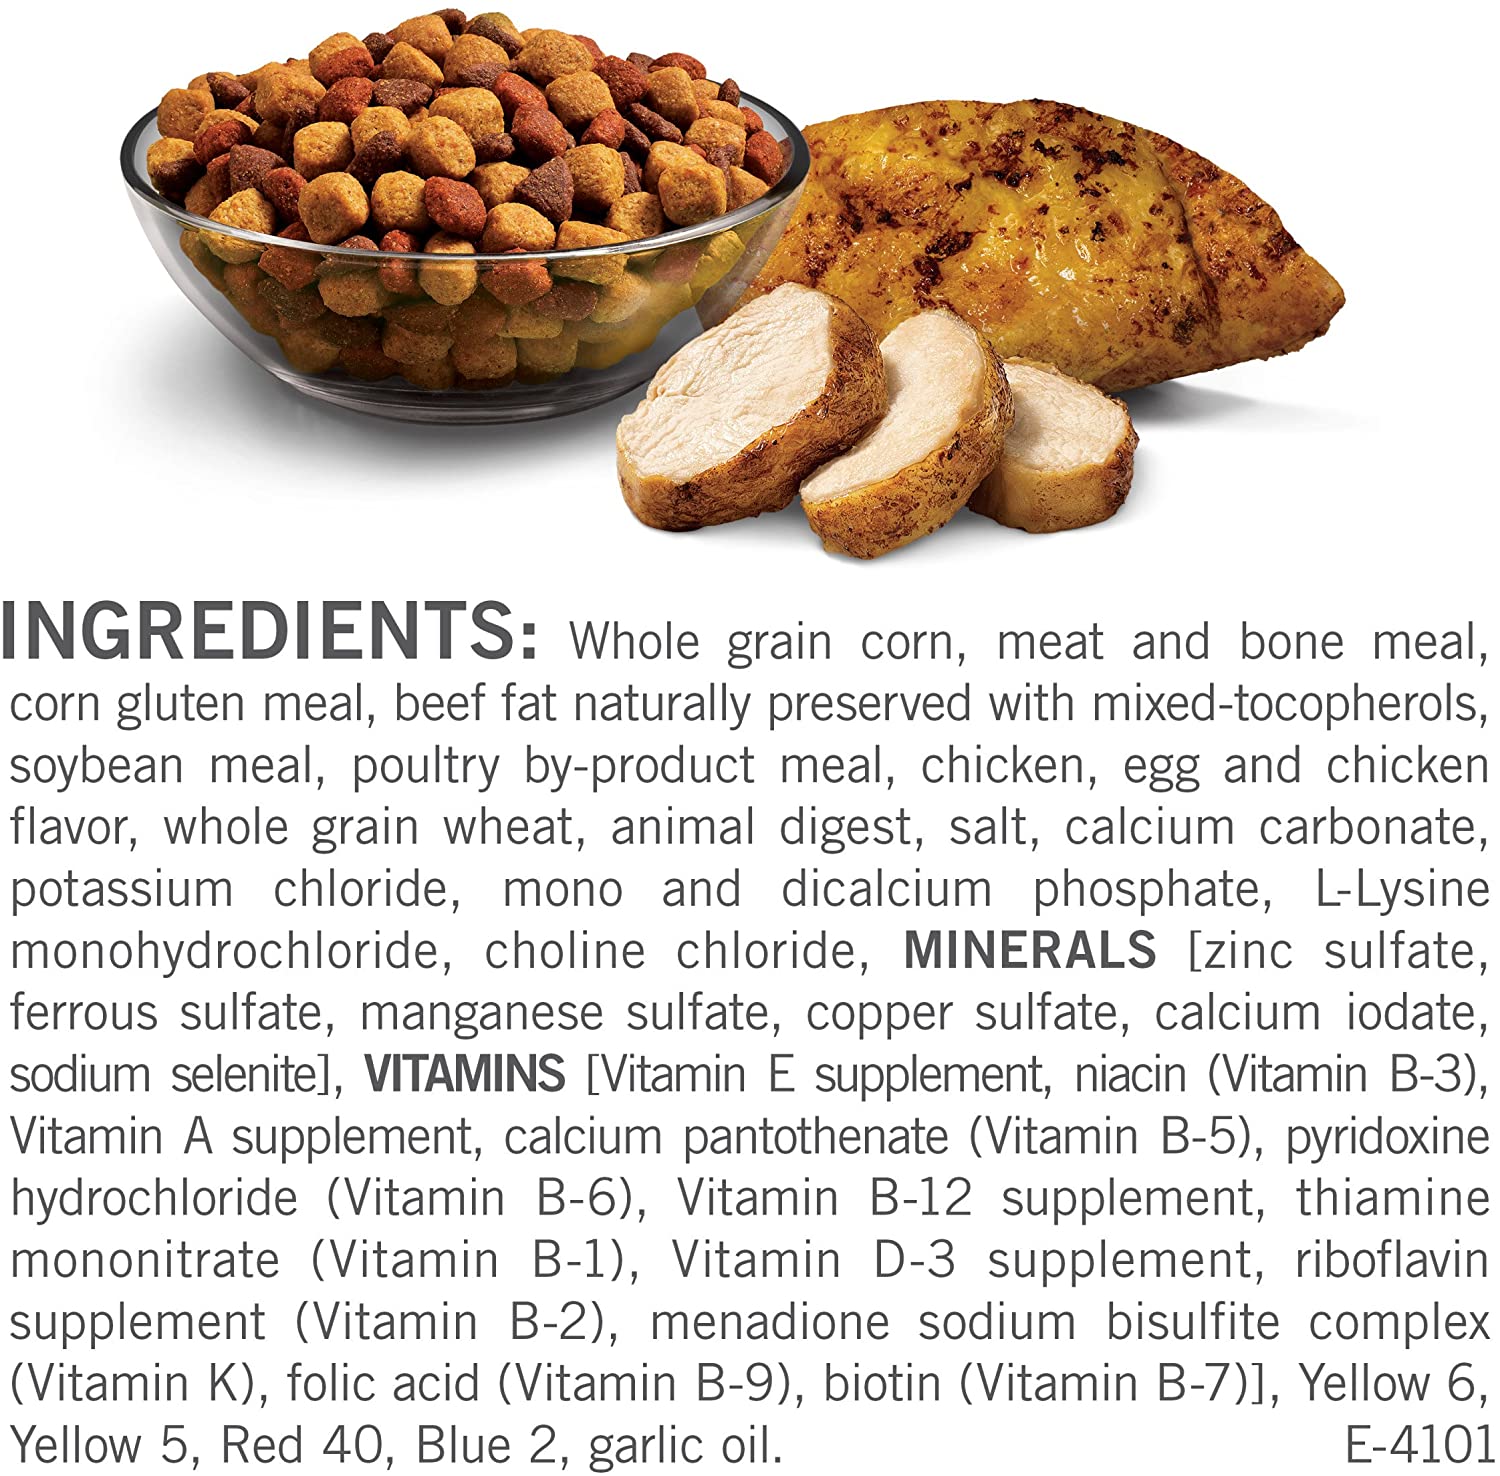 INGREDIENTS: Whole grain corn, meat and bone meal,
corn gluten meal, beef fat naturally preserved with mixed-tocopherols,
soybean meal, poultry by-product meal, chicken, egg and chicken
flavor, whole grain wheat, animal digest, salt, calcium carbonate,
potassium chloride, mono and dicalcium phosphate, L-Lysine
monohydrochloride, choline chloride, MINERALS [zinc sulfate,
ferrous sulfate, manganese sulfate, copper sulfate, calcium iodate,
sodium selenite], VITAMINS [Vitamin E supplement, niacin (Vitamin B-3),
Vitamin A supplement, calcium pantothenate (Vitamin B-5), pyridoxine
hydrochloride (Vitamin B-6), Vitamin B-12 supplement, thiamine
mononitrate (Vitamin B-1), Vitamin D-3 supplement, riboflavin
supplement (Vitamin B-2), menadione sodium bisulfite complex
(Vitamin K), folic acid (Vitamin B-9), biotin (Vitamin B-7)], Yellow 6,
Yellow 5, Red 40, Blue 2, garlic oil. E-4101